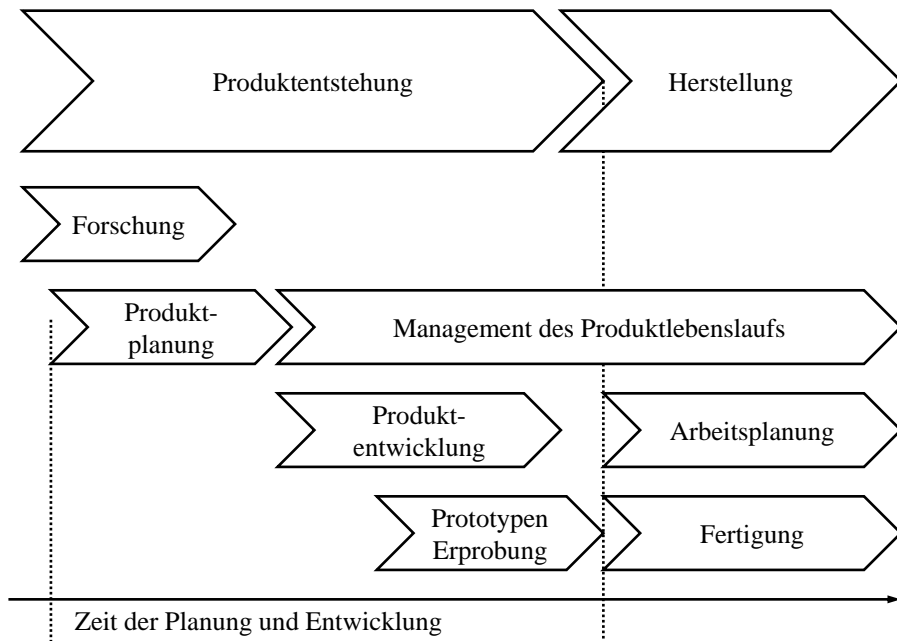 Produktentstehung
Herstellung
Forschung
Produkt-
planung
Management des Produktlebenslaufs
Produkt-
entwicklung
Arbeitsplanung
Prototypen
Erprobung
Fertigung
Zeit der Planung und Entwicklung